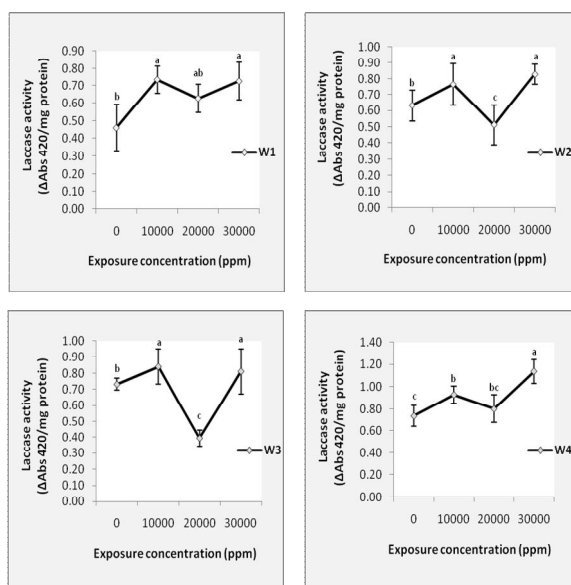 Laccase activity
(ΔAbs 420/mg protein)
0.90
0.80
0.70
0.60
0.50
0.40
0.30
0.20
0.10
0.00
b
a
ab
a
W1
0 10000 20000 30000
Exposure concentration (ppm)
Laccase activity
(ΔAbs 420/mg protein)
1.00
0.90
0.80
0.70
0.60
0.50
0.40
0.30
0.20
0.10
0.00
b
a
c
a
W2
0 10000 20000 30000
Exposure concentration (ppm)
Laccase activity
(ΔAbs 420/mg protein)
1.00
0.90
0.80
0.70
0.60
0.50
0.40
0.30
0.20
0.10
0.00
b
a
c
a
W3
0 10000 20000 30000
Exposure concentration (ppm)
Laccase activity
(ΔAbs 420/mg protein)
1.40
1.20
1.00
0.80
0.60
0.40
0.20
0.00
c
b
bc
a
W4
0 10000 20000 30000
Exposure concentration (ppm)